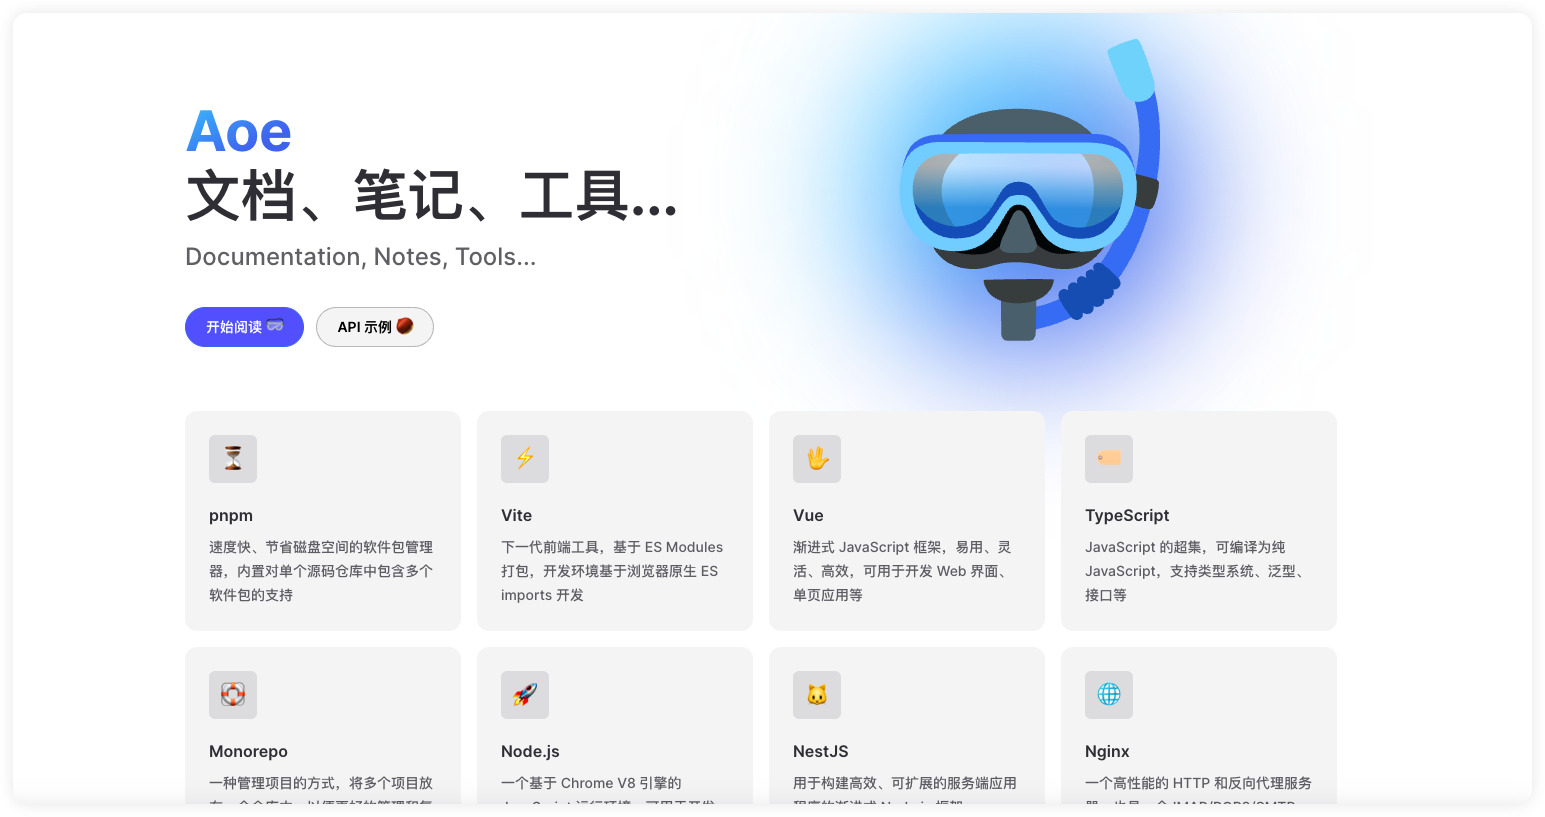 Aoe
文档、笔记、工具...
Documentation, Notes, Tools...
开始阅读
API 示例
pnpm
速度快、节省磁盘空间的软件包管理
器，内置对单个源码仓库中包含多个
软件包的支持
Vite
下一代前端工具，基于 ES Modules
打包，开发环境基于浏览器原生 ES
imports 开发
Vue
渐进式 JavaScript 框架，易用、灵
活、高效，可用于开发 Web 界面、
单页应用等
TypeScript
JavaScript 的超集，可编译为纯
JavaScript，支持类型系统、泛型、
接口等
Monorepo
一种管理项目的方式，将多个项目放
Node.js
一个基于 Chrome V8 引擎的
NestJS
用于构建高效、可扩展的服务端应用
Nginx
一个高性能的 HTTP 和反向代理服务